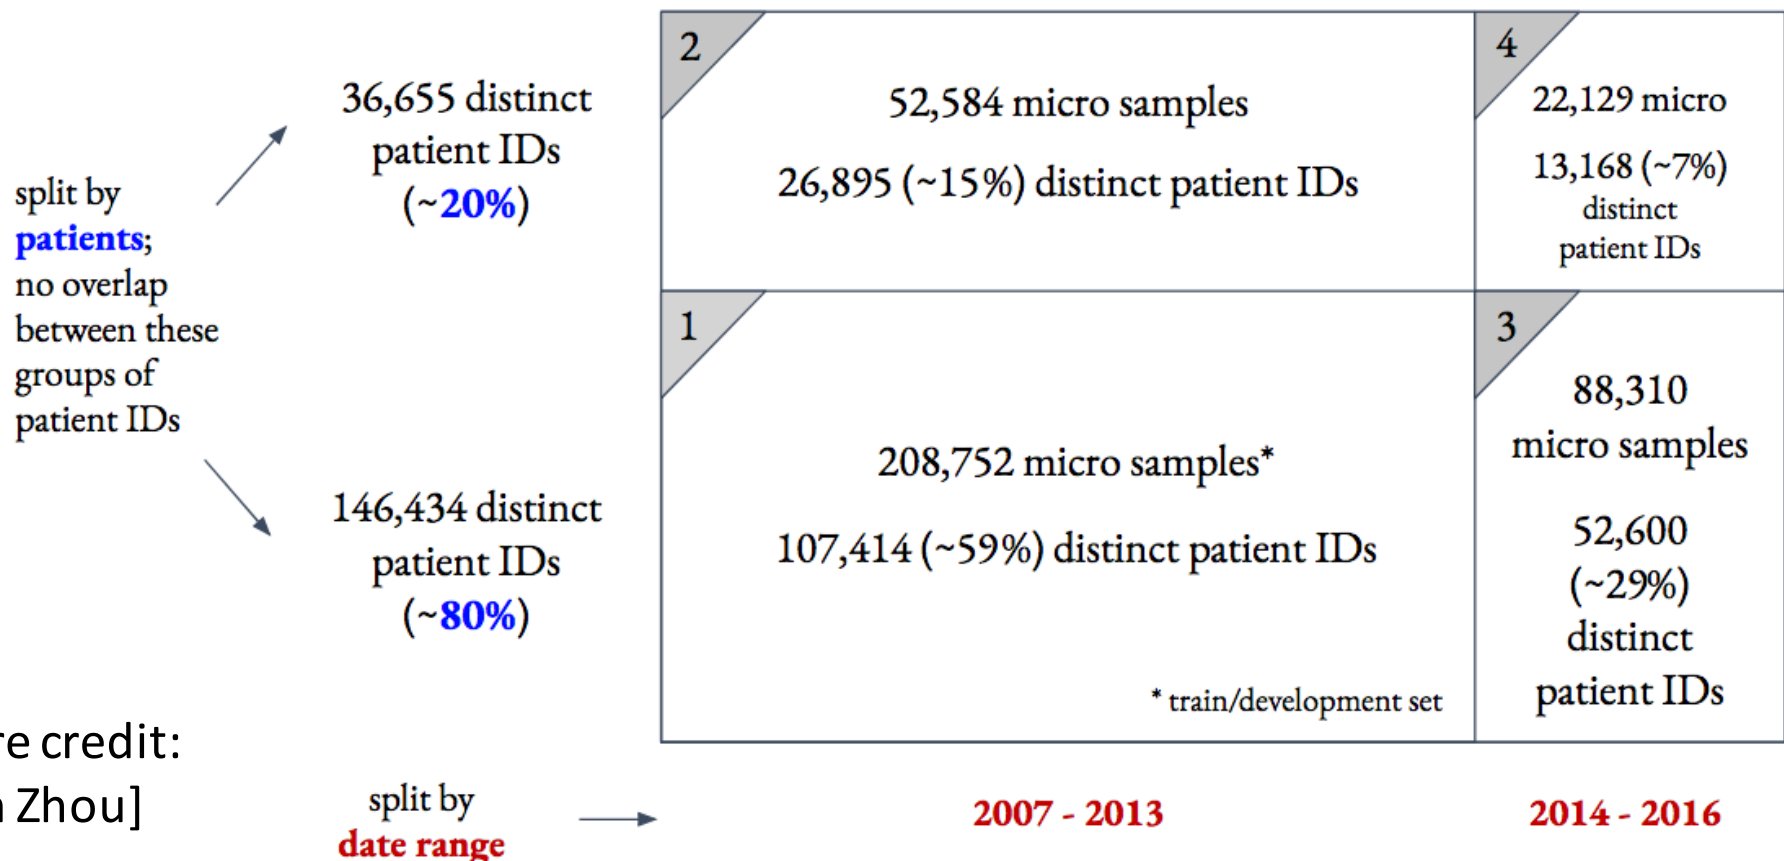 split by
patients;
no overlap
between these
groups of
patient IDs
36,655 distinct
patient IDs
(~20%)
146,434 distinct
patient IDs
(~80%)
2
52,584 micro samples
26,895 (~15%) distinct patient IDs
4
22,129 micro
13,168 (~7%)
distinct
patient IDs
1
208,752 micro samples*
107,414 (~59%) distinct patient IDs
* train/development set
3
88,310
micro samples
52,600
(~29%)
distinct
patient IDs
credit:
Zhou]
split by
date range
2007 - 2013
2014 - 2016